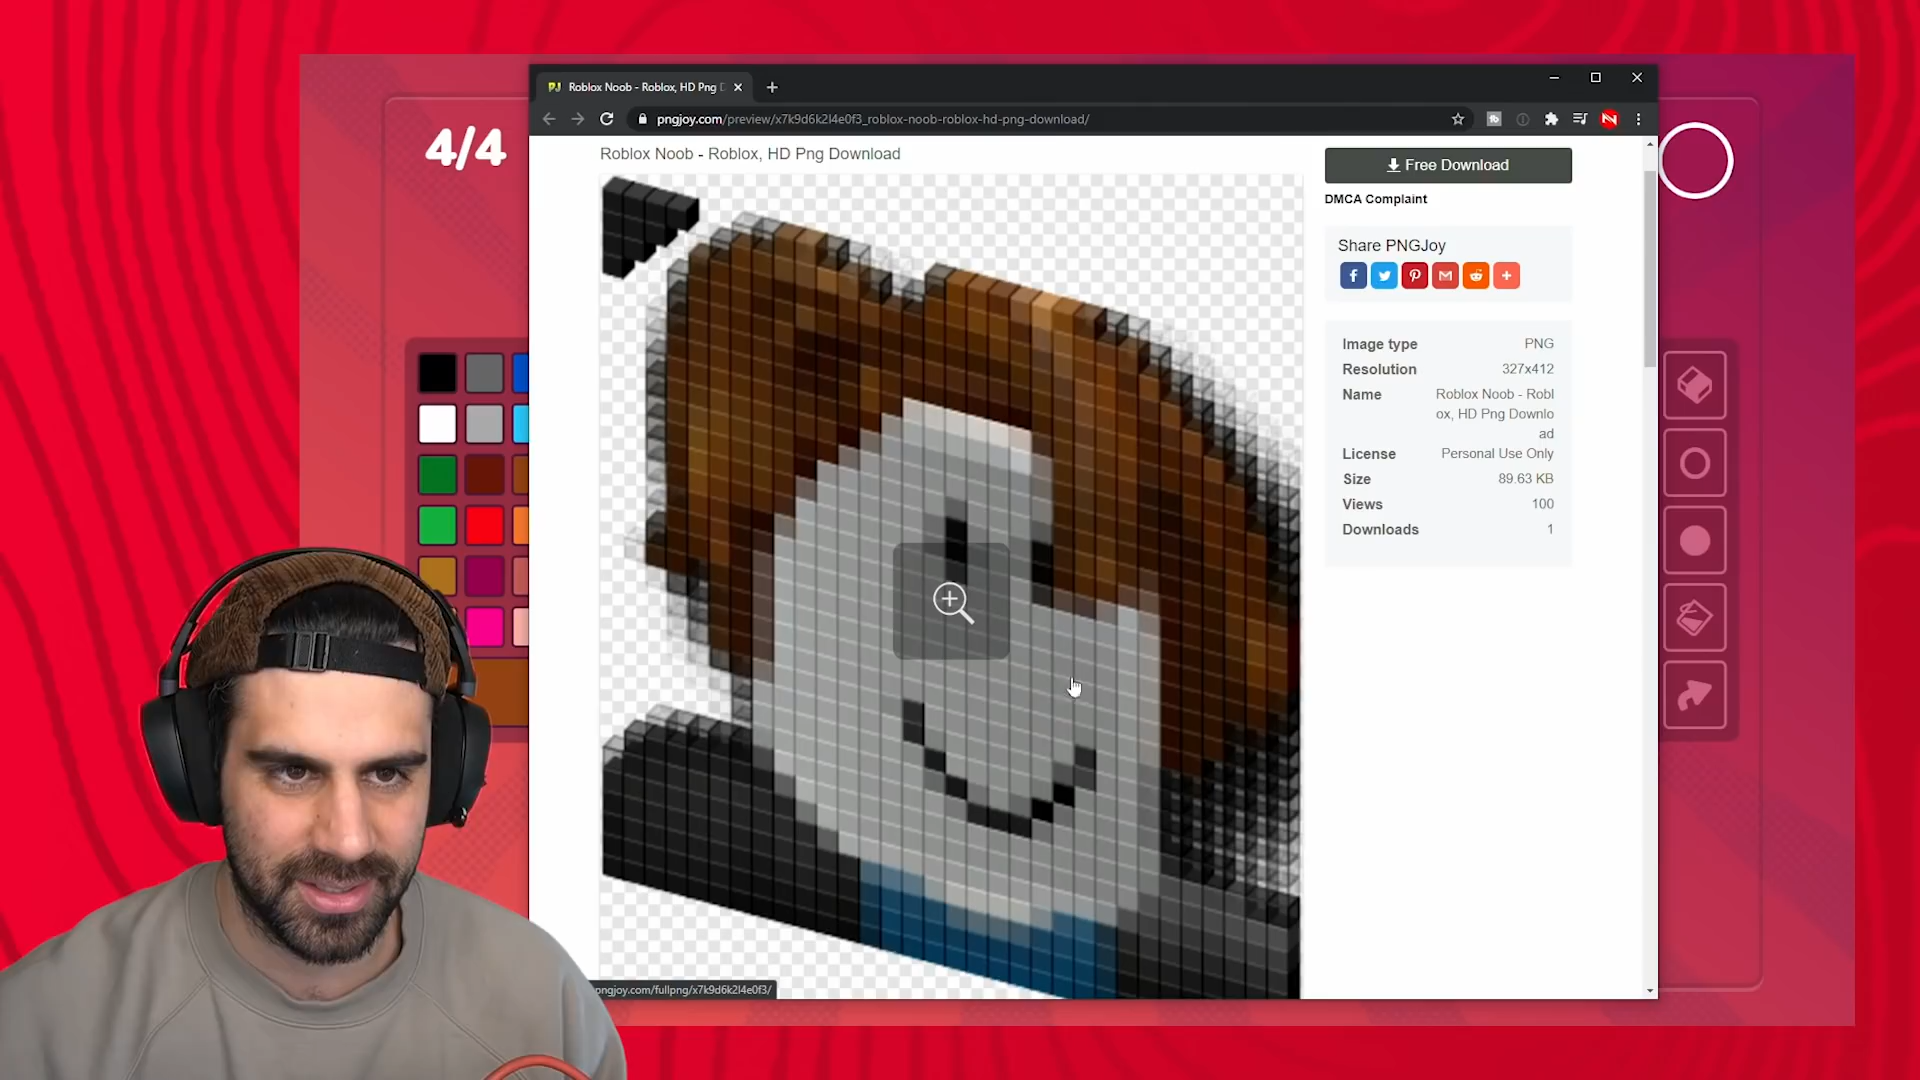 Roblox Noob - Roblox, HD Png D
pngjoy.com/preview/x7k9d6k2l4e0f3_roblox-noob-roblox-hd-png-download/
4/4
Roblox Noob - Roblox, HD Png Download
Free Download
DMCA Complaint
Share PNGJoy
Image type PNG
Resolution 327x412
Name Roblox Noob - Robl
ox, HD Png Downlo
ad
License Personal Use Only
Size 89.63 KB
Views 100
Downloads 1
pngjoy.com/fullpng/x7k9d6k2l4e0f3/